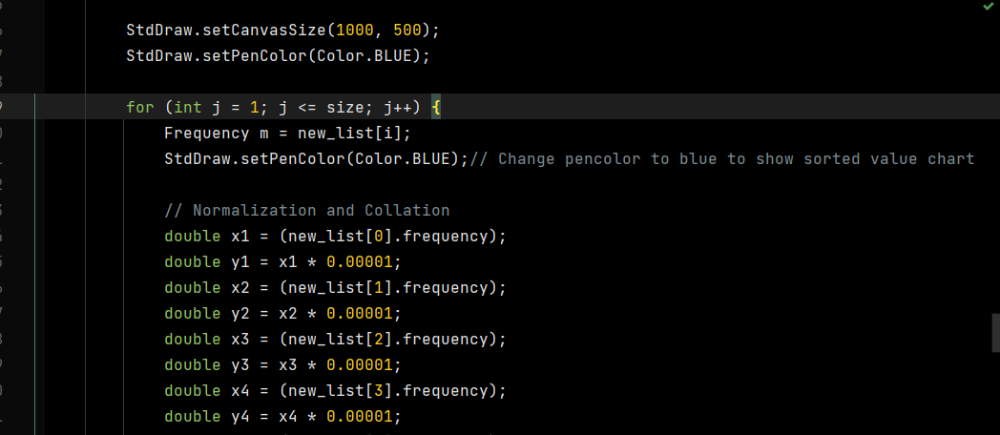 StdDraw.setCanvasSize(1000, 500);
StdDraw.setPenColor(Color.BLUE);
for (int j = 1; j <= size; j++) {
Frequency m = new_list[i];
StdDraw.setPenColor(Color.BLUE);// Change pencolor to blue to show sorted value chart
// Normalization and Collation
double x1 = (new_list[0].frequency);
double y1 = x1 * 0.00001;
double x2 = (new_list[1].frequency);
double y2 = x2 * 0.00001;
double x3 = (new_list[2].frequency);
double y3 = x3 * 0.00001;
double x4 = (new_list[3].frequency);
double y4 = x4 * 0.00001;